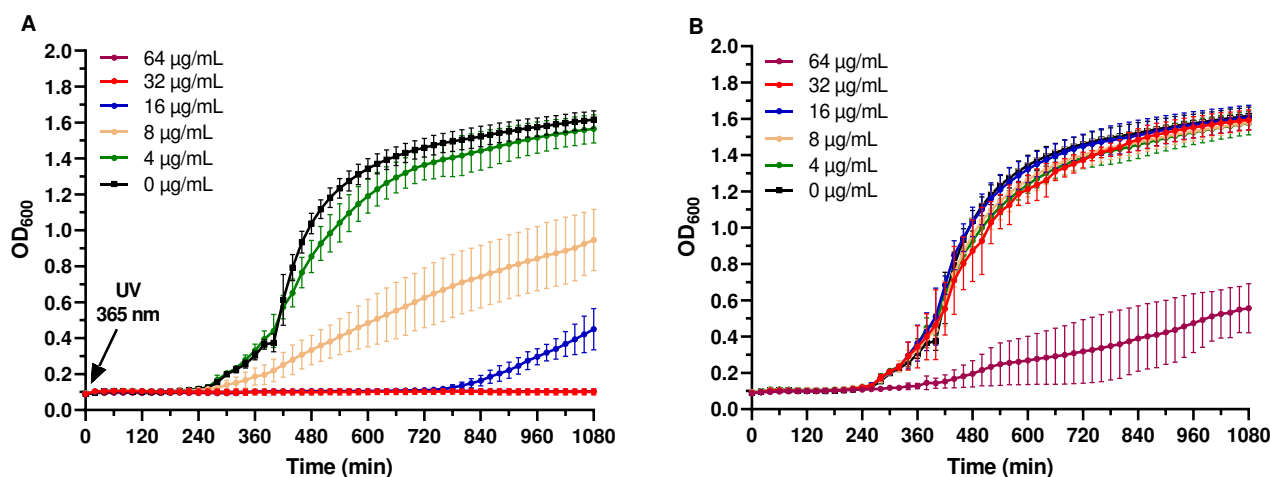 A
2.0
1.8
1.6
1.4
1.2
1.0
0.8
0.6
0.4
0.2
0.0
OD600
64 µg/mL
32 µg/mL
16 µg/mL
8 µg/mL
4 µg/mL
0 µg/mL
UV
365 nm
0 120 240 360 480 600 720 840 960 1080
Time (min)
B
2.0
1.8
1.6
1.4
1.2
1.0
0.8
0.6
0.4
0.2
0.0
OD600
64 µg/mL
32 µg/mL
16 µg/mL
8 µg/mL
4 µg/mL
0 µg/mL
0 120 240 360 480 600 720 840 960 1080
Time (min)